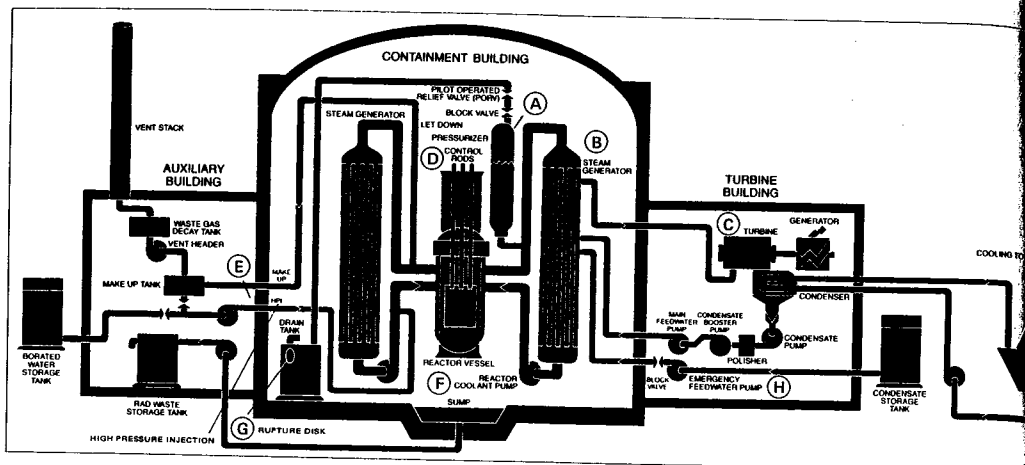 CONTAINMENT BUILDING
PILOT OPERATED
RELIEF VALVE (PORV)
BLOCK VALVE
A
LET DOWN
PRESSURIZER
STEAM GENERATOR
D
CONTROL
RODS
B
STEAM
GENERATOR
VENT STACK
AUXILIARY
BUILDING
WASTE GAS
DECAY TANK
VENT HEADER
MAKE UP TANK
E
MAKE
UP
HPI
DRAIN
TANK
BORATED
WATER
STORAGE
TANK
RAD WASTE
STORAGE TANK
HIGH PRESSURE INJECTION
G
RUPTURE DISK
REACTOR VESSEL
F
REACTOR
COOLANT PUMP
SUMP
TURBINE
BUILDING
C
TURBINE
GENERATOR
COOLING TO
CONDENSER
MAIN
FEEDWATER
PUMP
CONDENSATE
BOOSTER
PUMP
POLISHER
CONDENSATE
PUMP
BLOCK
VALVE
EMERGENCY
FEEDWATER PUMP
H
CONDENSATE
STORAGE
TANK